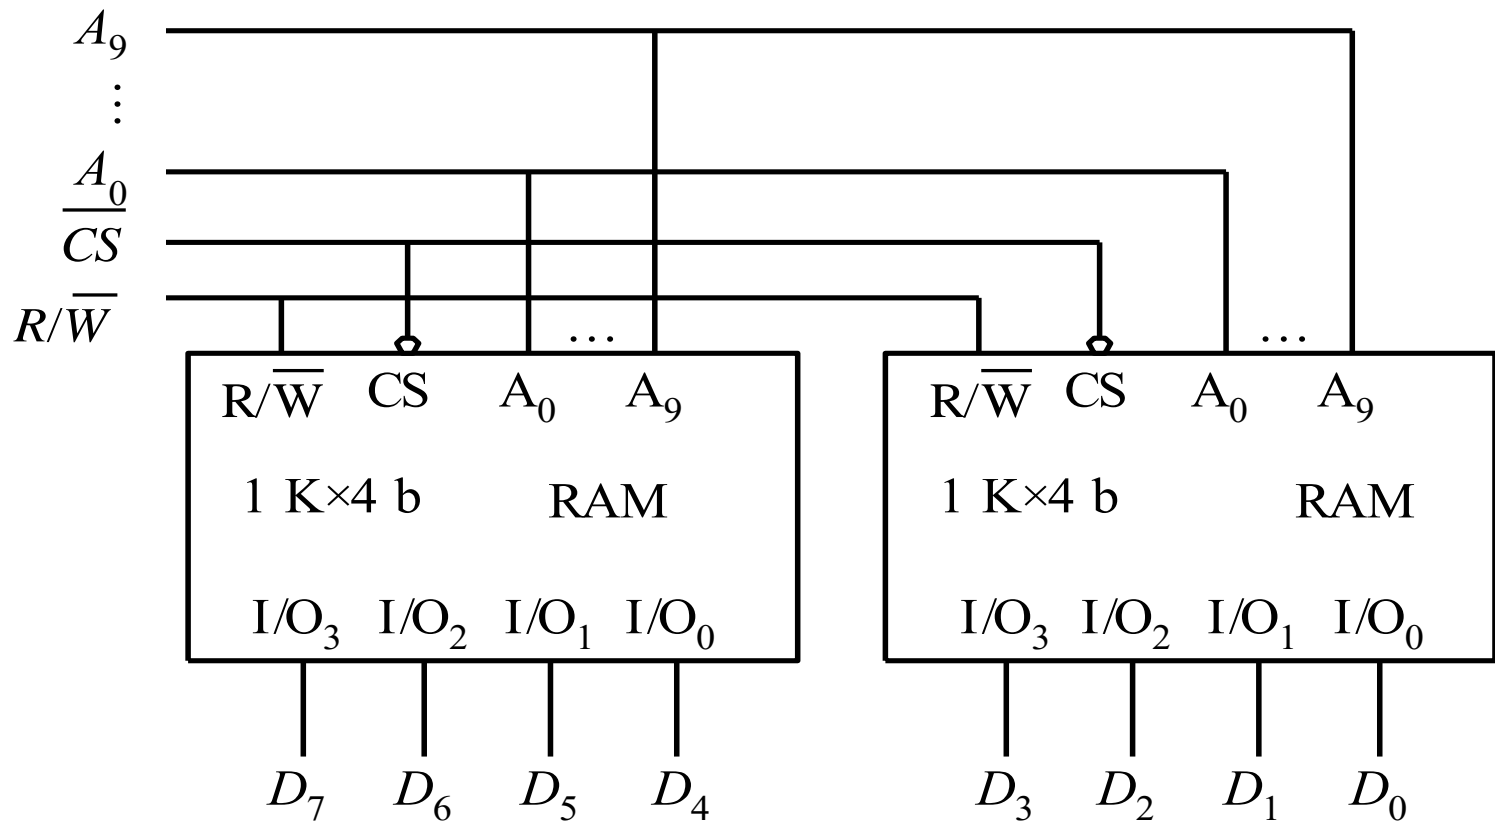 A₉
⋮
A₀
C̅S̅
R/W̅
… …
R/W̅ CS A₀ A₉ R/W̅ CS A₀ A₉
1 K×4 b RAM 1 K×4 b RAM
I/O₃ I/O₂ I/O₁ I/O₀ I/O₃ I/O₂ I/O₁ I/O₀
D₇ D₆ D₅ D₄ D₃ D₂ D₁ D₀